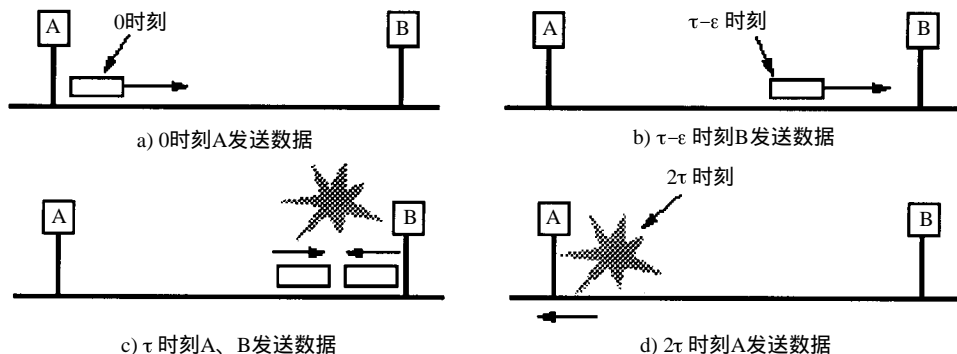 A
0时刻
B
a) 0时刻A发送数据
A
τ−ε 时刻
B
b) τ−ε 时刻B发送数据
A
B
c) τ 时刻A、B发送数据
A
2τ 时刻
B
d) 2τ 时刻A发送数据